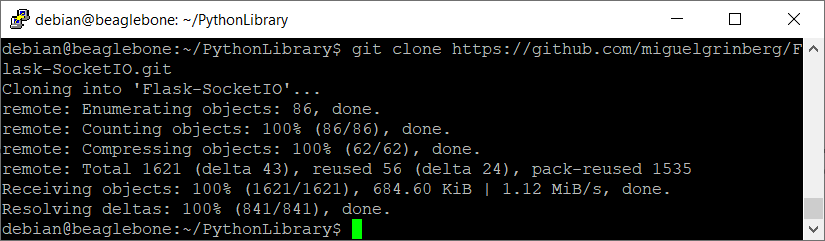 debian@beaglebone: ~/PythonLibrary
debian@beaglebone:~/PythonLibrary$ git clone https://github.com/miguelgrinberg/F
lask-SocketIO.git
Cloning into 'Flask-SocketIO'...
remote: Enumerating objects: 86, done.
remote: Counting objects: 100% (86/86), done.
remote: Compressing objects: 100% (62/62), done.
remote: Total 1621 (delta 43), reused 56 (delta 24), pack-reused 1535
Receiving objects: 100% (1621/1621), 684.60 KiB | 1.12 MiB/s, done.
Resolving deltas: 100% (841/841), done.
debian@beaglebone:~/PythonLibrary$